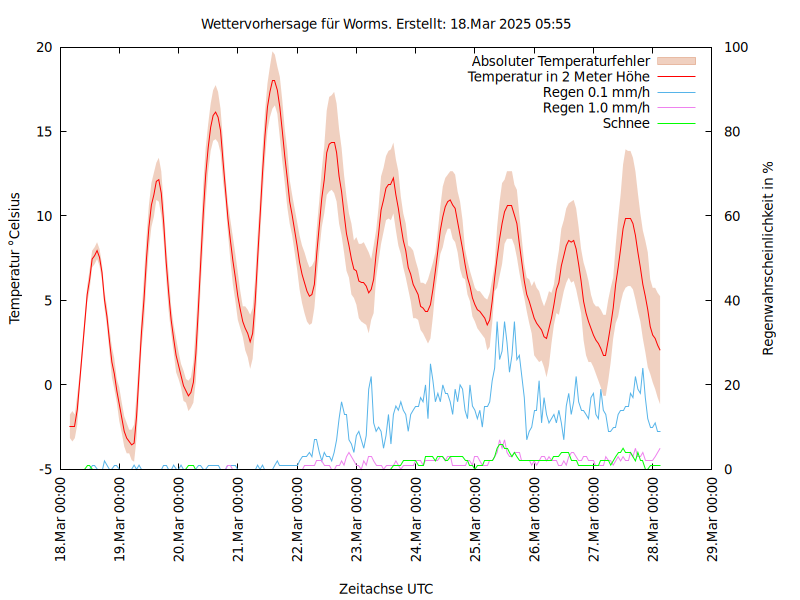 Wettervorhersage für Worms. Erstellt: 18.Mar 2025 05:55
Absoluter Temperaturfehler
Temperatur in 2 Meter Höhe
Regen 0.1 mm/h
Regen 1.0 mm/h
Schnee
20
15
10
5
0
-5
Temperatur °Celsius
100
80
60
40
20
0
Regenwahrscheinlichkeit in %
18.Mar 00:00
19.Mar 00:00
20.Mar 00:00
21.Mar 00:00
22.Mar 00:00
23.Mar 00:00
24.Mar 00:00
25.Mar 00:00
26.Mar 00:00
27.Mar 00:00
28.Mar 00:00
29.Mar 00:00
Zeitachse UTC